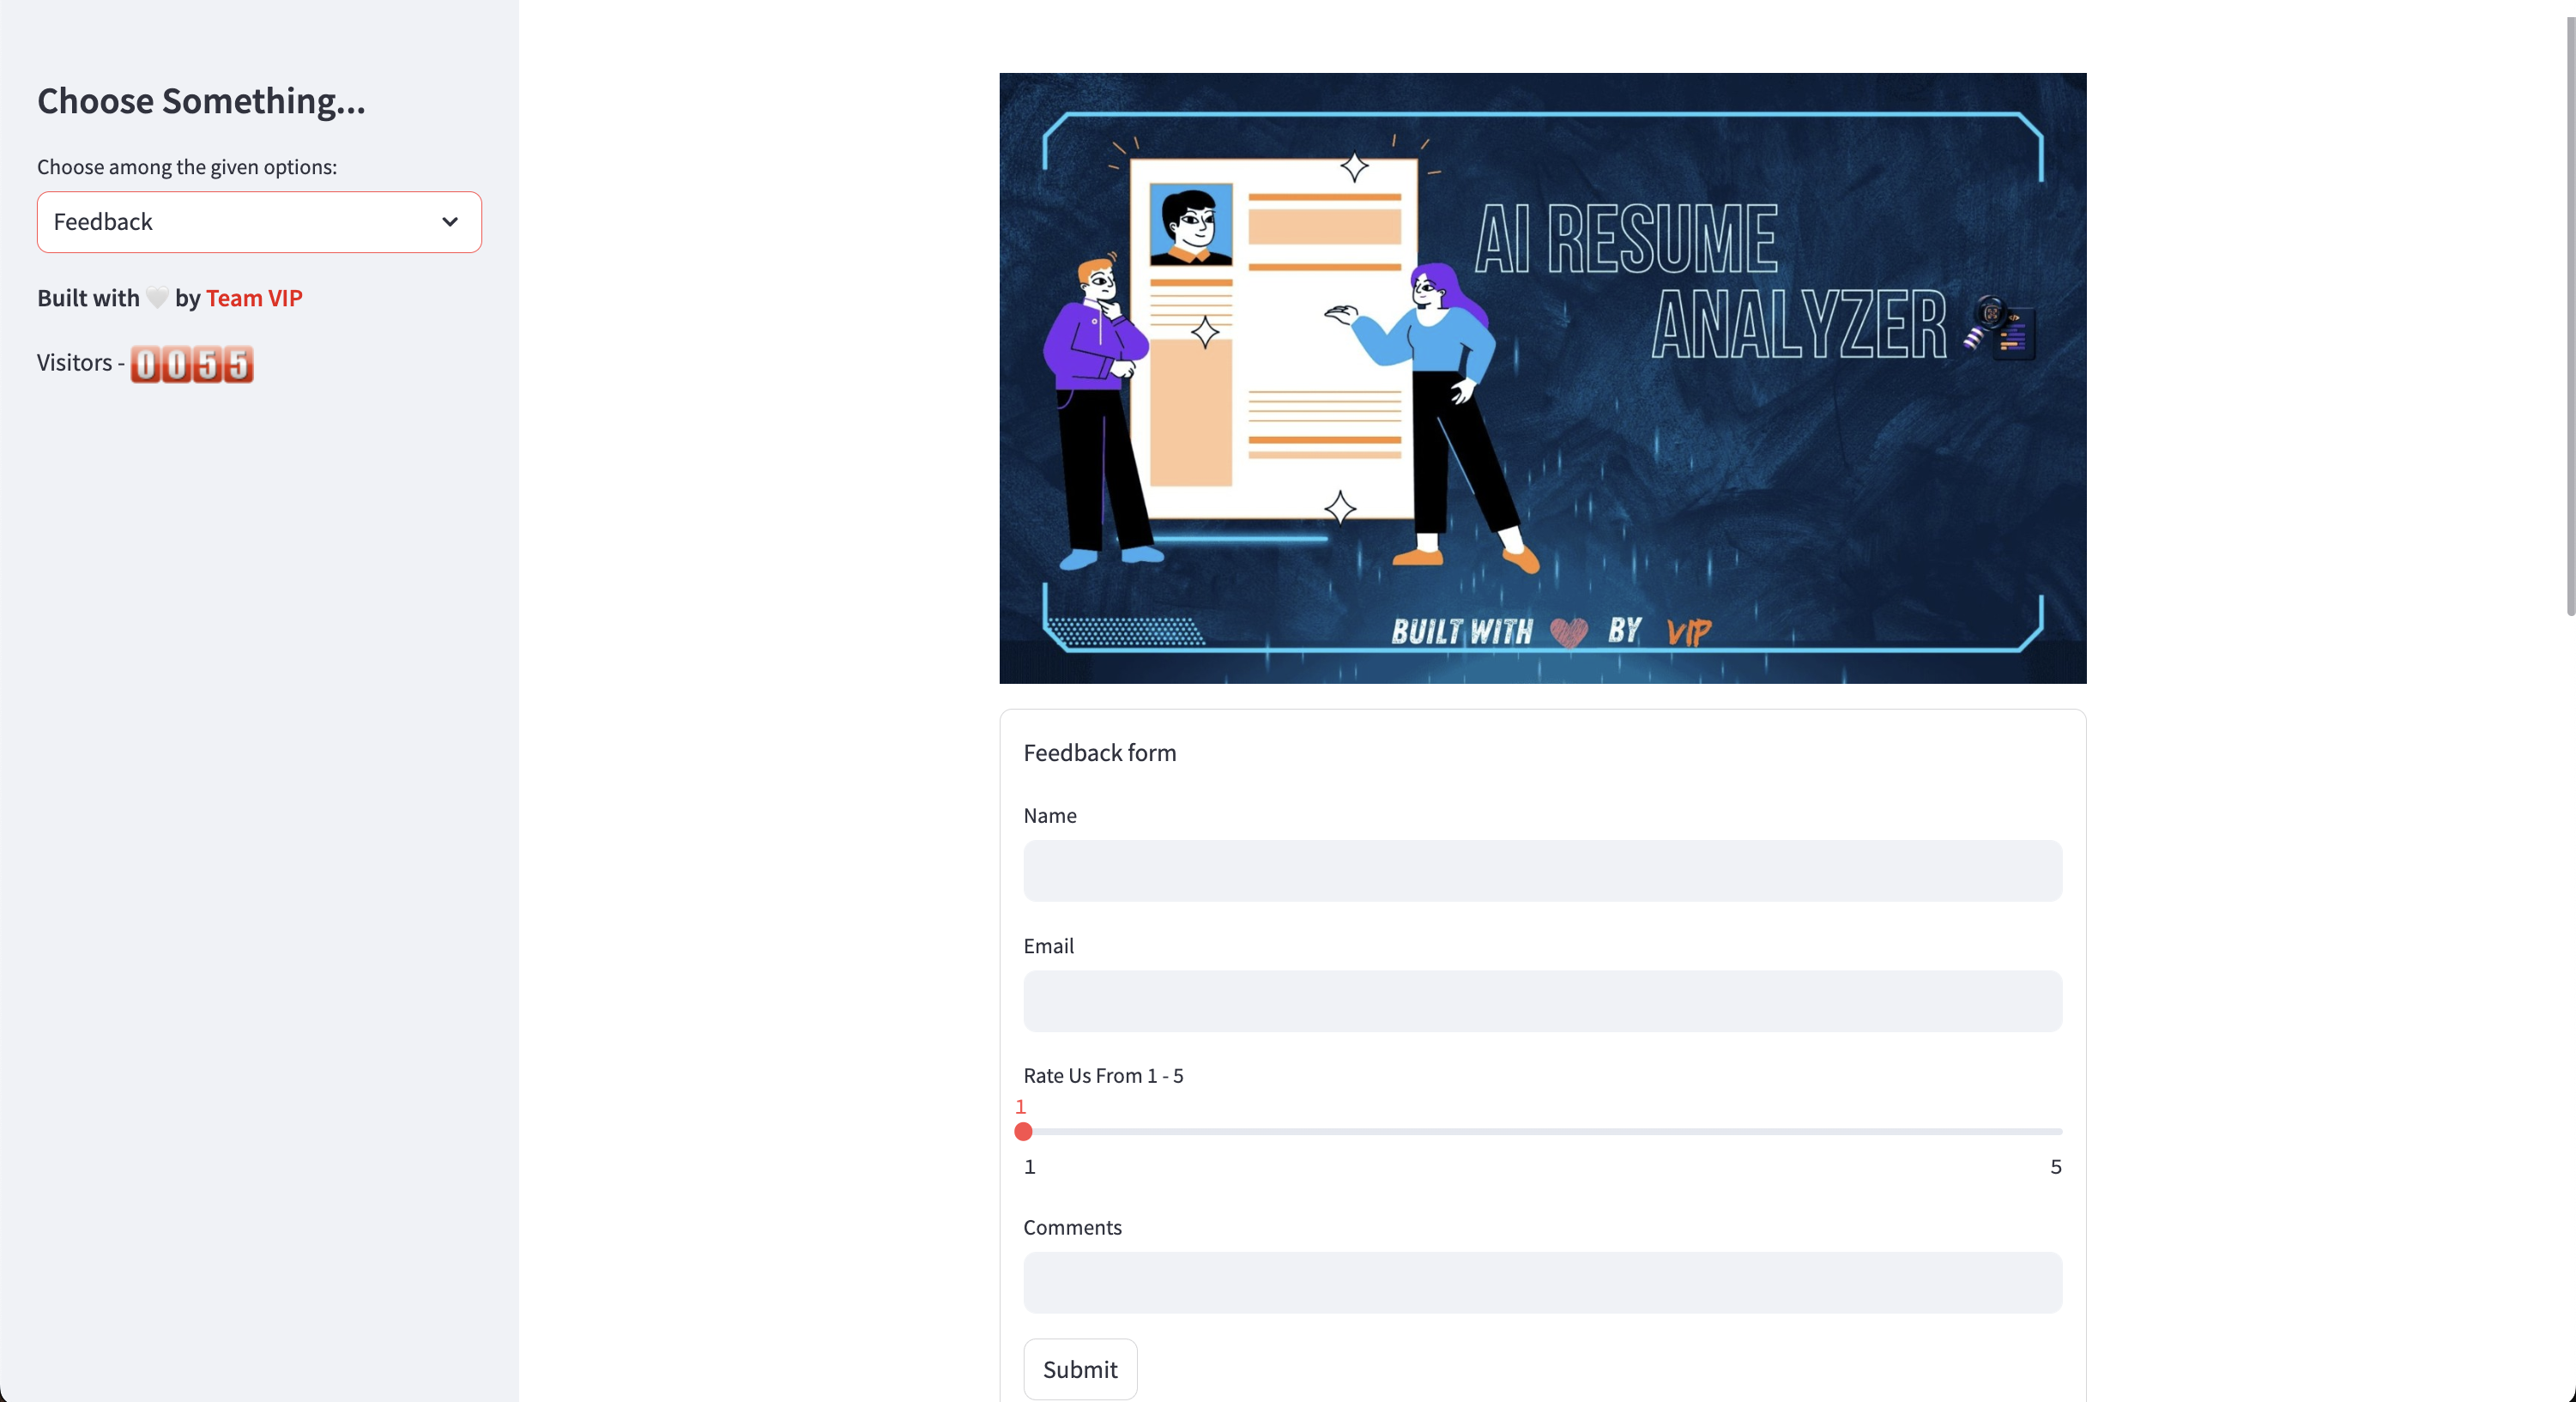 Choose Something...
Choose among the given options:
Feedback
Built with 🤍 by Team VIP
Visitors - 0055
AI RESUME
ANALYZER
BUILT WITH ❤ BY VIP
Feedback form
Name
Email
Rate Us From 1 - 5
1
1
5
Comments
Submit